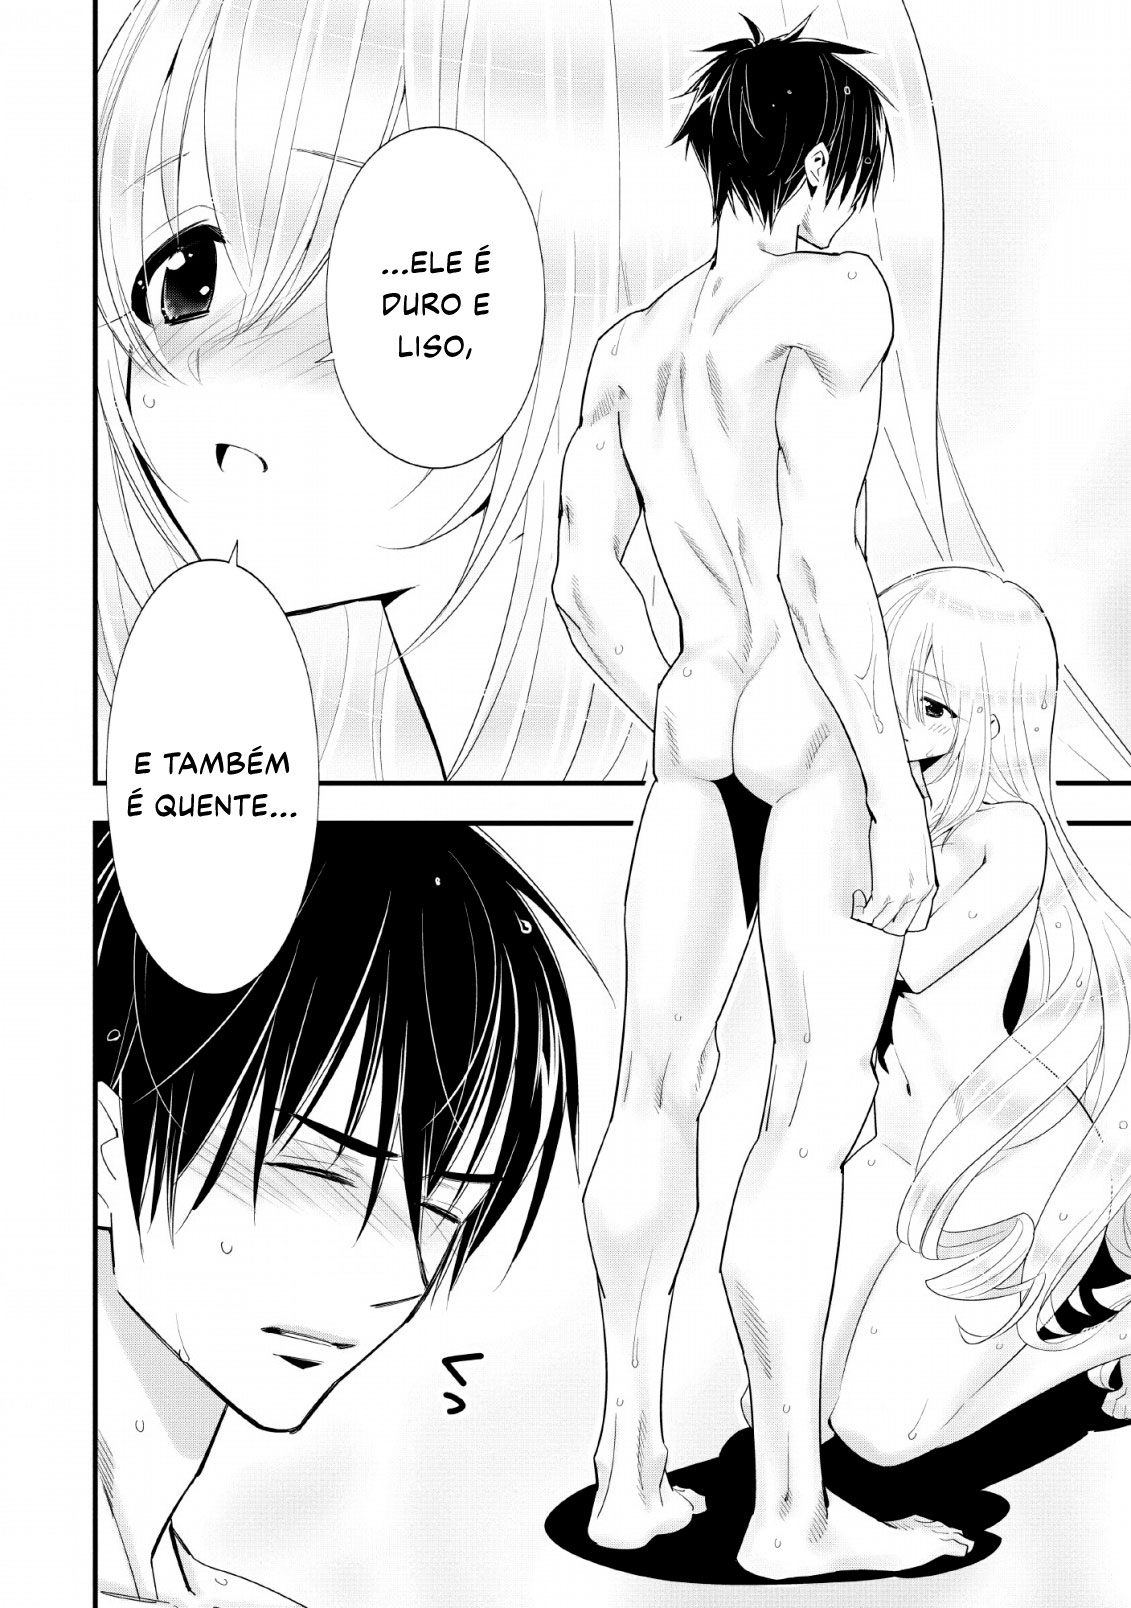 ...ELE É
DURO E
LISO,
E TAMBÉM
É QUENTE...